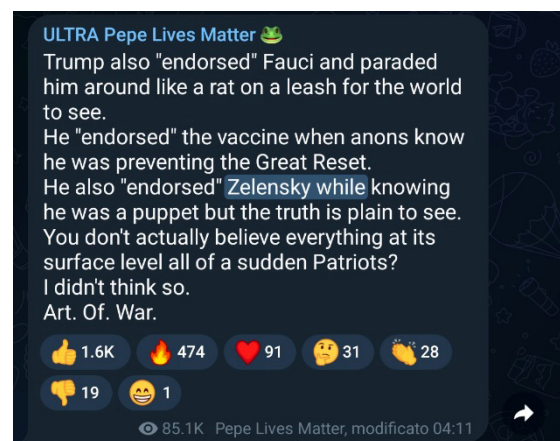 ULTRA Pepe Lives Matter 🐸
Trump also "endorsed" Fauci and paraded
him around like a rat on a leash for the world
to see.
He "endorsed" the vaccine when anons know
he was preventing the Great Reset.
He also "endorsed" Zelensky while knowing
he was a puppet but the truth is plain to see.
You don't actually believe everything at its
surface level all of a sudden Patriots?
I didn't think so.
Art. Of. War.
👍 1.6K 🔥 474 ❤️ 91 🤔 31 👏 28
👎 19 😁 1
85.1K Pepe Lives Matter, modificato 04:11